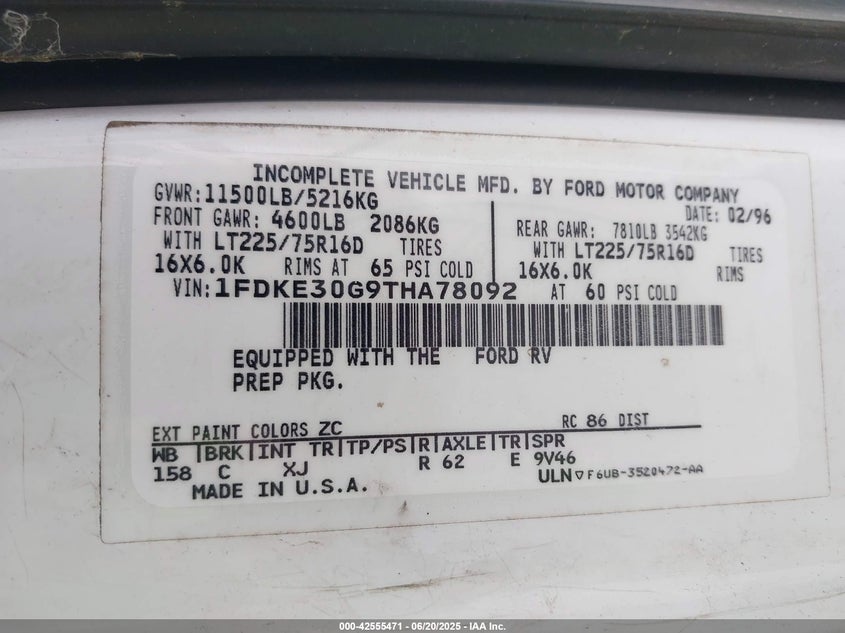 INCOMPLETE VEHICLE MFD. BY FORD MOTOR COMPANY
GVWR:11500LB/5216KG DATE: 02/96
FRONT GAWR: 4600LB 2086KG REAR GAWR: 7810LB 3542KG
WITH LT225/75R16D TIRES WITH LT225/75R16D TIRES
16X6.0K RIMS AT 65 PSI COLD 16X6.0K RIMS
VIN:1FDKE30G9THA78092 AT 60 PSI COLD
EQUIPPED WITH THE FORD RV
PREP PKG.
EXT PAINT COLORS ZC RC 86 DIST
WB |BRK|INT TR|TP/PS|R|AXLE|TR|SPR
158 C XJ R 62 E 9V46
MADE IN U.S.A. ULN ▽ F6UB-3520472-AA
000-42555471 - 06/20/2025 - IAA Inc.